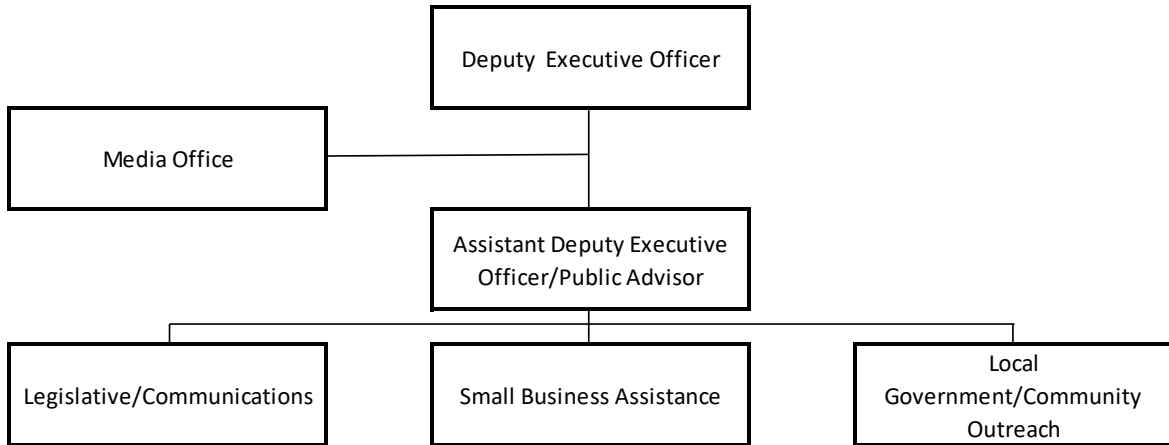 Deputy  Executive Officer
Media Office
Assistant Deputy Executive
Officer/Public Advisor
Legislative/Communications
Small Business Assistance
Local
Government/Community
Outreach